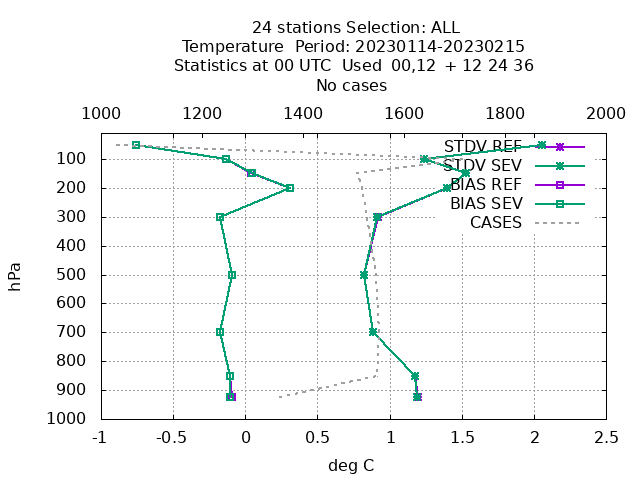 24 stations Selection: ALL
Temperature  Period: 20230114-20230215
Statistics at 00 UTC  Used  00,12  + 12 24 36
No cases
1000 1200 1400 1600 1800 2000
STDV REF
STDV SEV
BIAS REF
BIAS SEV
CASES
100
200
300
400
500
600
700
800
900
1000
hPa
-1 -0.5 0 0.5 1 1.5 2 2.5
deg C